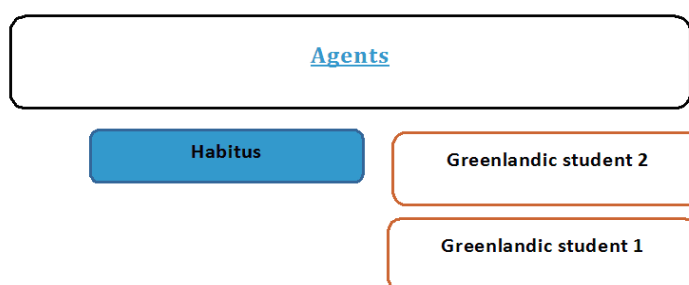 Agents
Habitus
Greenlandic student 2
Greenlandic student 1